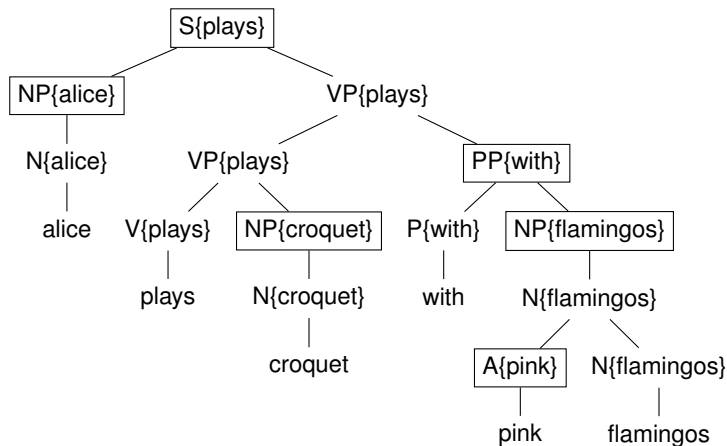 S{plays}
NP{alice} VP{plays}
N{alice} VP{plays} PP{with}
alice V{plays} NP{croquet} P{with} NP{flamingos}
plays N{croquet} with N{flamingos}
croquet A{pink} N{flamingos}
pink flamingos